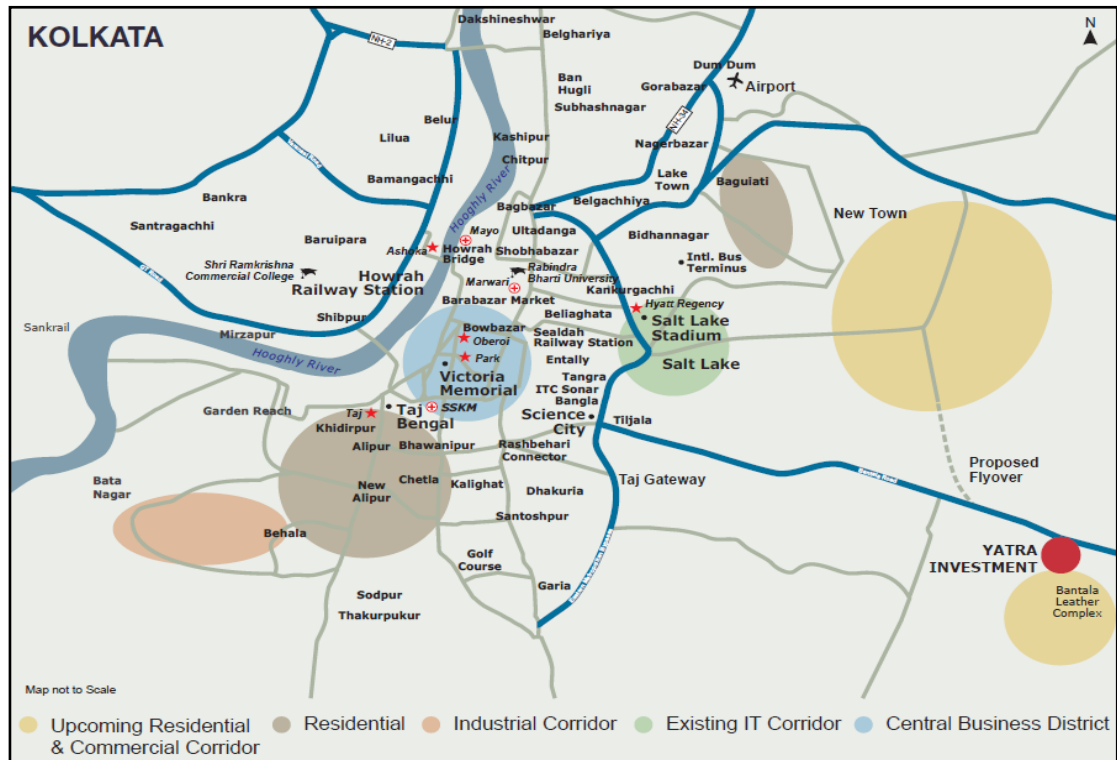 KOLKATA
N
Dakshineshwar
Belghariya
NH-2
Dum Dum
Airport
Ban
Hugli
Gorabazar
Subhashnagar
NH-34
Belur
Lilua
Kashipur
Nagerbazar
Chitpur
Bamangachhi
Lake
Town
Baguiati
Bankra
Hooghly River
Bagbazar
Belgachhiya
New Town
Santragachhi
Mayo
Ultadanga
Bidhannagar
Baruipara
Ashoka
Howrah
Bridge
Shobhabazar
Intl. Bus
Terminus
Shri Ramkrishna
Commercial College
Howrah
Railway Station
Marwari
Rabindra
Bharti University
Kankurgachhi
GT Road
Barabazar Market
Hyatt Regency
Shibpur
Beliaghata
Salt Lake
Stadium
Sankrail
Mirzapur
Bowbazar
Oberoi
Sealdah
Railway Station
Hooghly River
Park
Entally
Salt Lake
Victoria
Memorial
Tangra
ITC Sonar
Bangla
Garden Reach
Taj
Taj
Bengal
SSKM
Science
City
Tiljala
Khidirpur
Alipur
Bhawanipur
Rashbehari
Connector
Proposed
Flyover
Bata
Nagar
New
Alipur
Chetla
Kalighat
Dhakuria
Taj Gateway
Santoshpur
Behala
Golf
Course
YATRA
INVESTMENT
Garia
Bantala
Leather
Complex
Sodpur
Thakurpukur
Map not to Scale
Upcoming Residential
& Commercial Corridor
Residential
Industrial Corridor
Existing IT Corridor
Central Business District